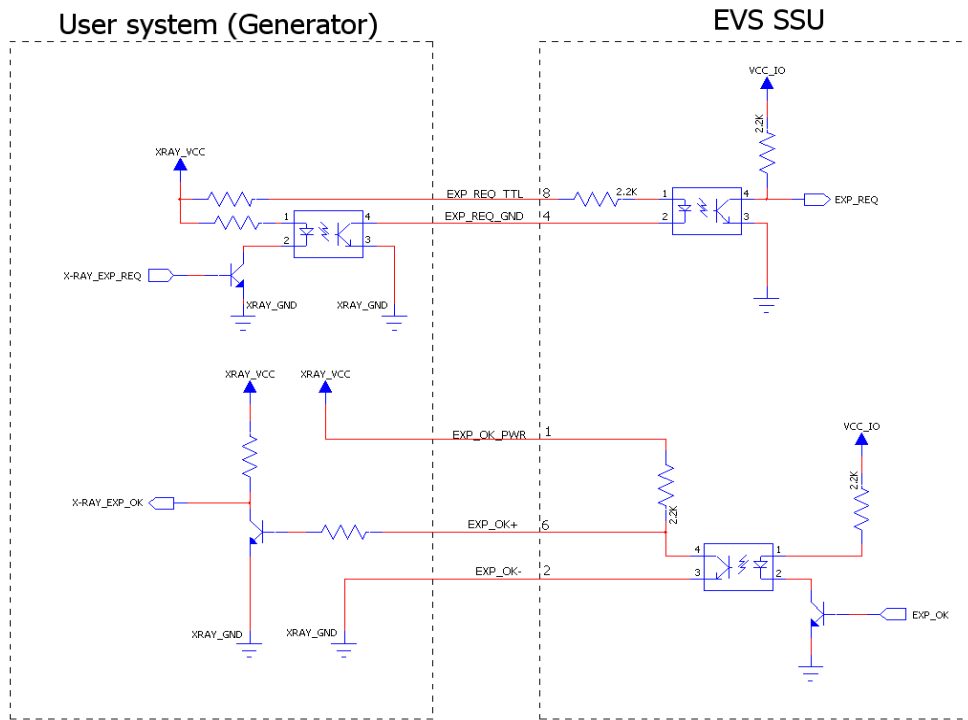 User system (Generator)
EVS SSU
VCC_IO
2.2K
XRAY_VCC
EXP_REQ_TTL 8
2.2K
1 4
EXP_REQ
2 3
1 4
EXP_REQ_GND 4
2 3
X-RAY_EXP_REQ
XRAY_GND
XRAY_GND
XRAY_VCC
XRAY_VCC
EXP_OK_PWR 1
VCC_IO
2.2K
X-RAY_EXP_OK
2.2K
EXP_OK+ 6
4 1
3 2
EXP_OK- 2
EXP_OK
XRAY_GND
XRAY_GND